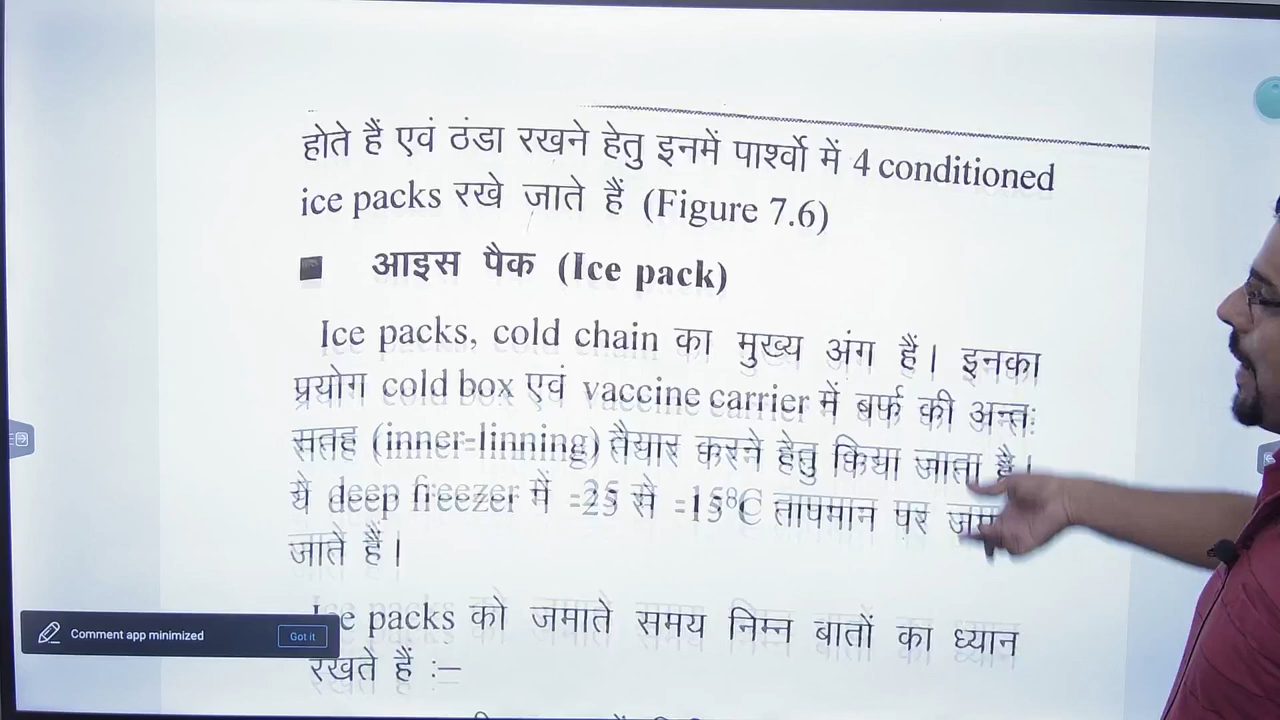 होते हैं एवं ठंडा रखने हेतु इनमें पार्श्वो में 4 conditioned
ice packs रखे जाते हैं (Figure 7.6)
■ आइस पैक (Ice pack)
Ice packs, cold chain का मुख्य अंग हैं। इनका
प्रयोग cold box एवं vaccine carrier में बर्फ की अन्तः
सतह (inner-linning) तैयार करने हेतु किया जाता है।
ये deep freezer में -25 से -15⁰C तापमान पर
जाते हैं।
packs को जमाते समय निम्न बातों का ध्यान
रखते हैं :–
Comment app minimized
Got it